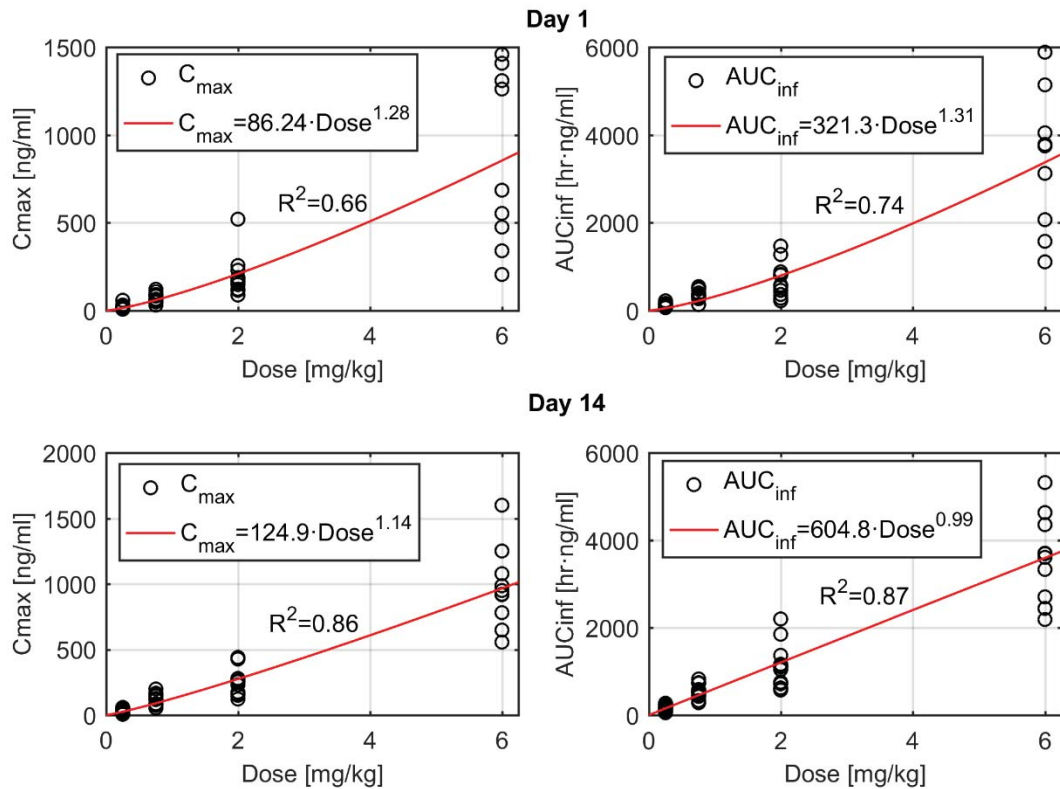 Day 1
1500
1000
500
0
Cmax [ng/ml]
C_max
C_max=86.24·Dose^1.28
R²=0.66
0 2 4 6
Dose [mg/kg]
6000
4000
2000
0
AUCinf [hr·ng/ml]
AUC_inf
AUC_inf=321.3·Dose^1.31
R²=0.74
0 2 4 6
Dose [mg/kg]
Day 14
2000
1500
1000
500
0
Cmax [ng/ml]
C_max
C_max=124.9·Dose^1.14
R²=0.86
0 2 4 6
Dose [mg/kg]
6000
4000
2000
0
AUCinf [hr·ng/ml]
AUC_inf
AUC_inf=604.8·Dose^0.99
R²=0.87
0 2 4 6
Dose [mg/kg]